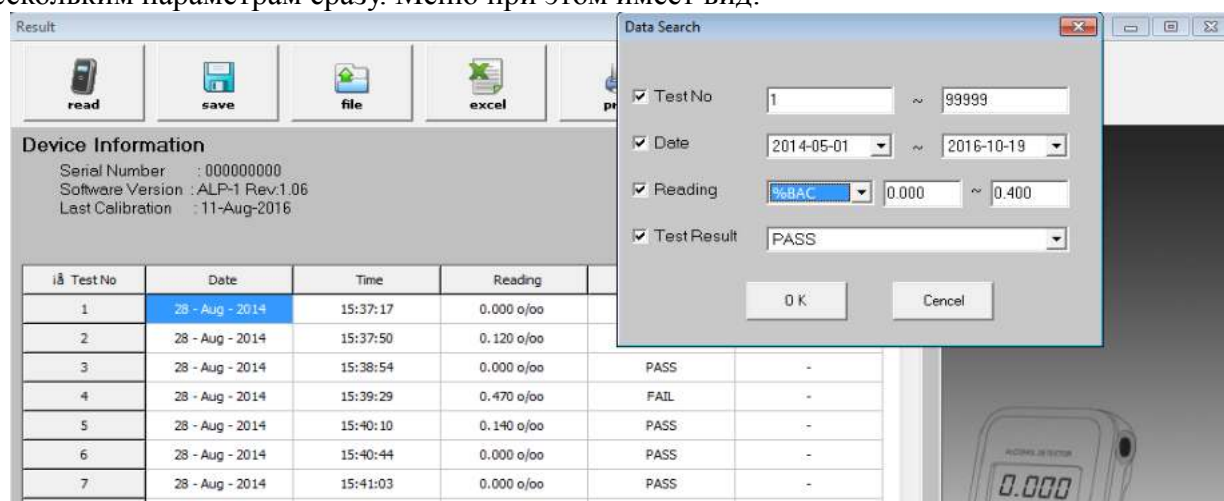 нескольким параметрам сразу. Меню при этом имеет вид:
Result
Data Search
read
save
file
excel
Test No 1 ~ 99999
Date 2014-05-01 ~ 2016-10-19
Reading %BAC 0.000 ~ 0.400
Test Result PASS
OK Cencel
Device Information
Serial Number : 000000000
Software Version : ALP-1 Rev:1.06
Last Calibration : 11-Aug-2016
iå Test No Date Time Reading
1 28 - Aug - 2014 15:37:17 0.000 o/oo
2 28 - Aug - 2014 15:37:50 0.120 o/oo
3 28 - Aug - 2014 15:38:54 0.000 o/oo PASS -
4 28 - Aug - 2014 15:39:29 0.470 o/oo FAIL -
5 28 - Aug - 2014 15:40:10 0.140 o/oo PASS -
6 28 - Aug - 2014 15:40:44 0.000 o/oo PASS -
7 28 - Aug - 2014 15:41:03 0.000 o/oo PASS -
0.000